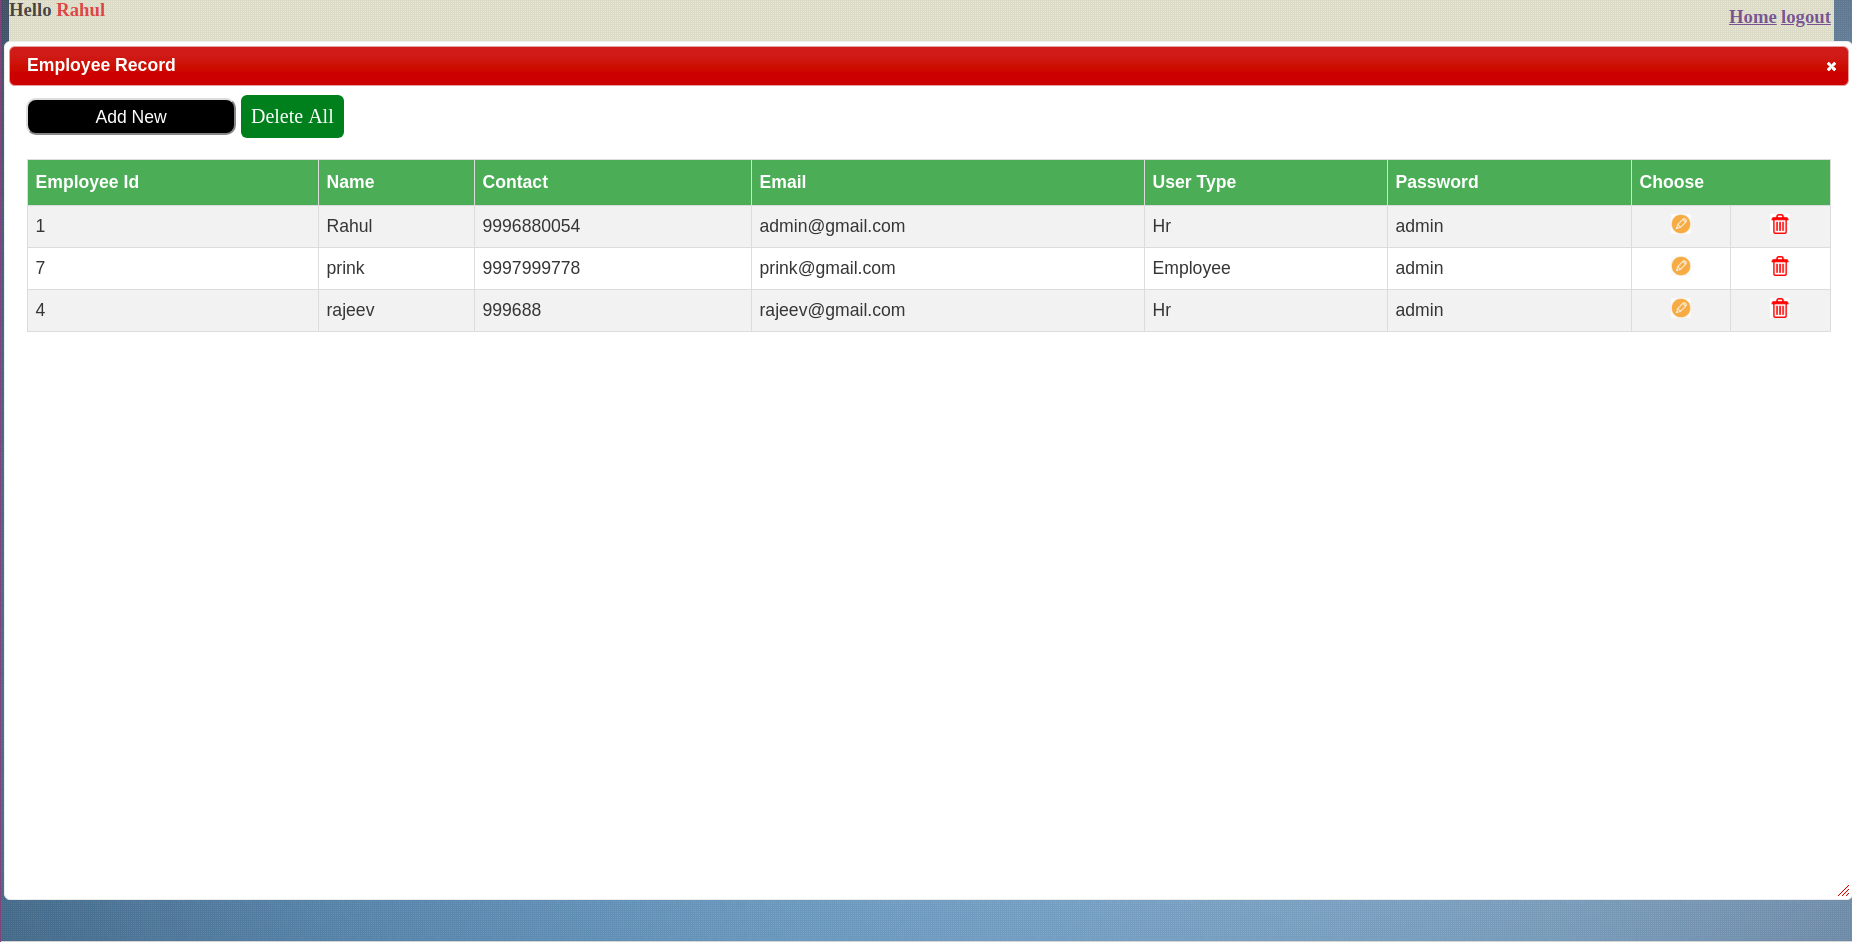 Hello Rahul
Home logout
Employee Record
Add New Delete All
Employee Id Name Contact Email User Type Password Choose
1 Rahul 9996880054 admin@gmail.com Hr admin
7 prink 9997999778 prink@gmail.com Employee admin
4 rajeev 999688 rajeev@gmail.com Hr admin